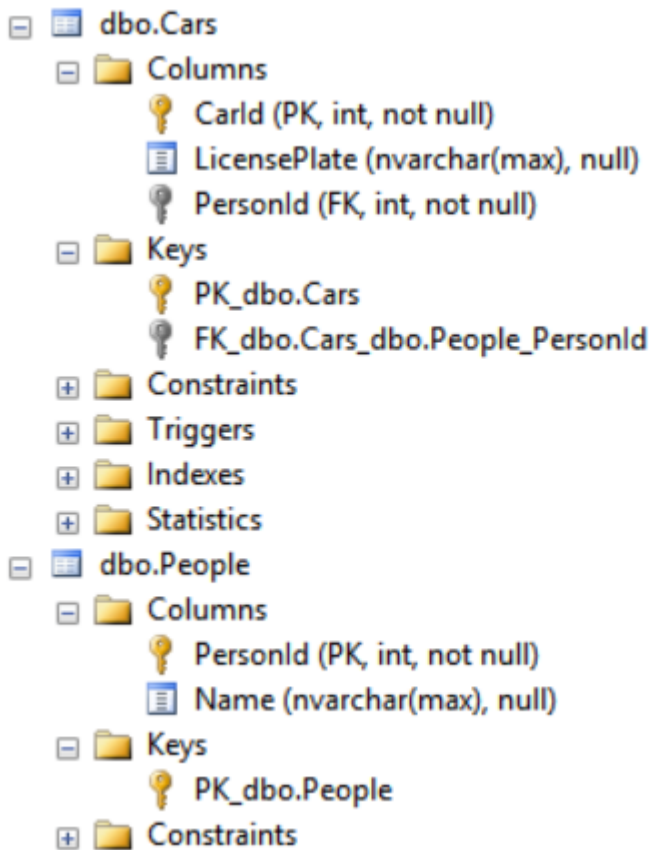 dbo.Cars
Columns
CarId (PK, int, not null)
LicensePlate (nvarchar(max), null)
PersonId (FK, int, not null)
Keys
PK_dbo.Cars
FK_dbo.Cars_dbo.People_PersonId
Constraints
Triggers
Indexes
Statistics
dbo.People
Columns
PersonId (PK, int, not null)
Name (nvarchar(max), null)
Keys
PK_dbo.People
Constraints